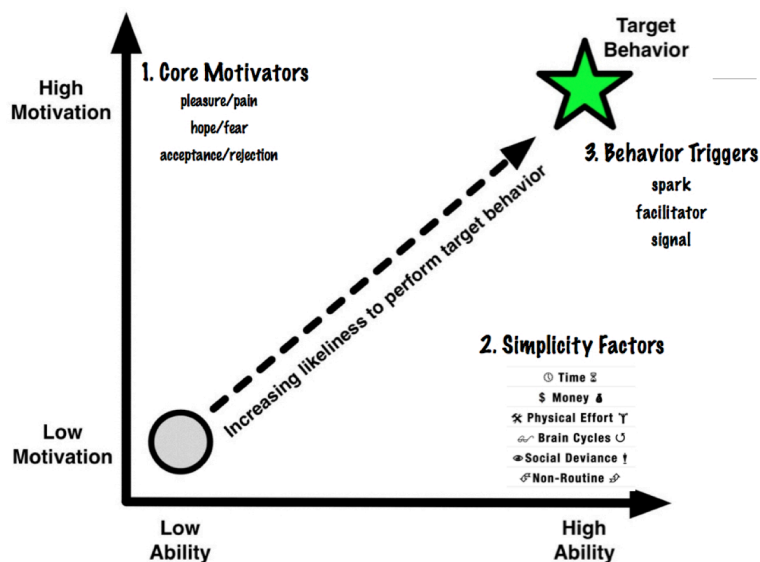 Target
Behavior
High
Motivation
1. Core Motivators
pleasure/pain
hope/fear
acceptance/rejection
3. Behavior Triggers
spark
facilitator
signal
Increasing likeliness to perform target behavior
2. Simplicity Factors
Time
$ Money
Physical Effort
Brain Cycles
Social Deviance
Non-Routine
Low
Motivation
Low
Ability
High
Ability